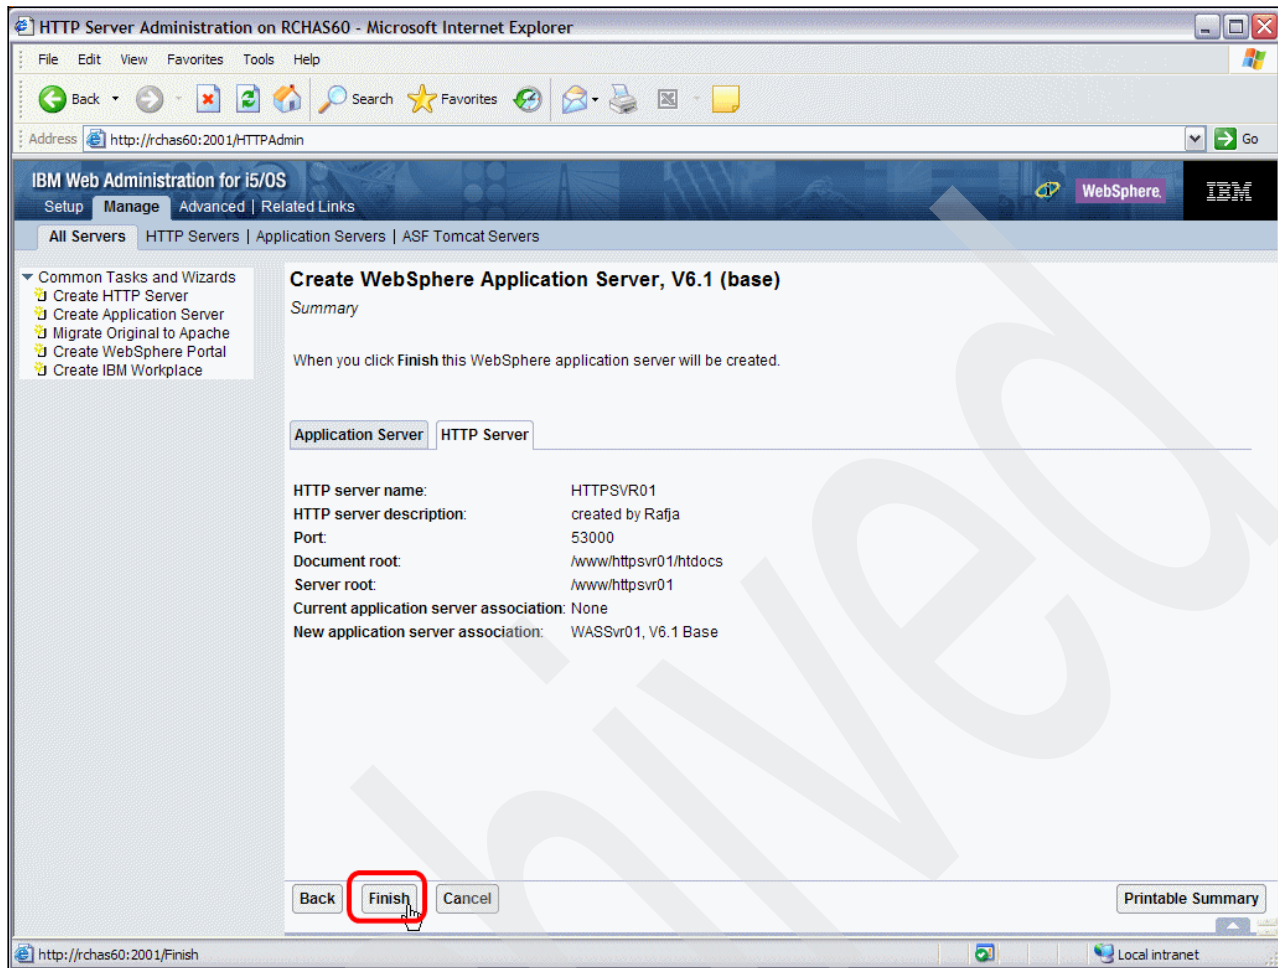 HTTP Server Administration on RCHAS60 - Microsoft Internet Explorer
File Edit View Favorites Tools Help
Back Search Favorites
Address http://rchas60:2001/HTTPAdmin Go
IBM Web Administration for i5/OS
WebSphere. IBM
Setup Manage Advanced | Related Links
All Servers HTTP Servers | Application Servers | ASF Tomcat Servers
Common Tasks and Wizards
Create HTTP Server
Create Application Server
Migrate Original to Apache
Create WebSphere Portal
Create IBM Workplace
Create WebSphere Application Server, V6.1 (base)
Summary
When you click Finish this WebSphere application server will be created.
Application Server HTTP Server
HTTP server name: HTTPSVR01
HTTP server description: created by Rafja
Port: 53000
Document root: /www/httpsvr01/htdocs
Server root: /www/httpsvr01
Current application server association: None
New application server association: WASSvr01, V6.1 Base
Back Finish Cancel Printable Summary
http://rchas60:2001/Finish Local intranet